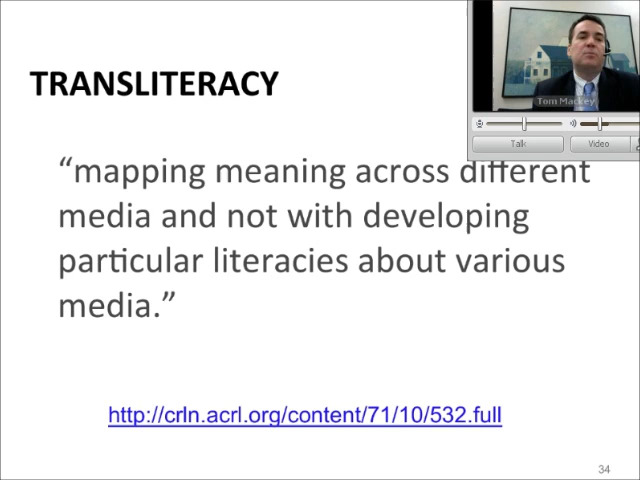 TRANSLITERACY
Tom Mackey
Talk
Video
“mapping meaning across different
media and not with developing
particular literacies about various
media.”
http://crln.acrl.org/content/71/10/532.full
34